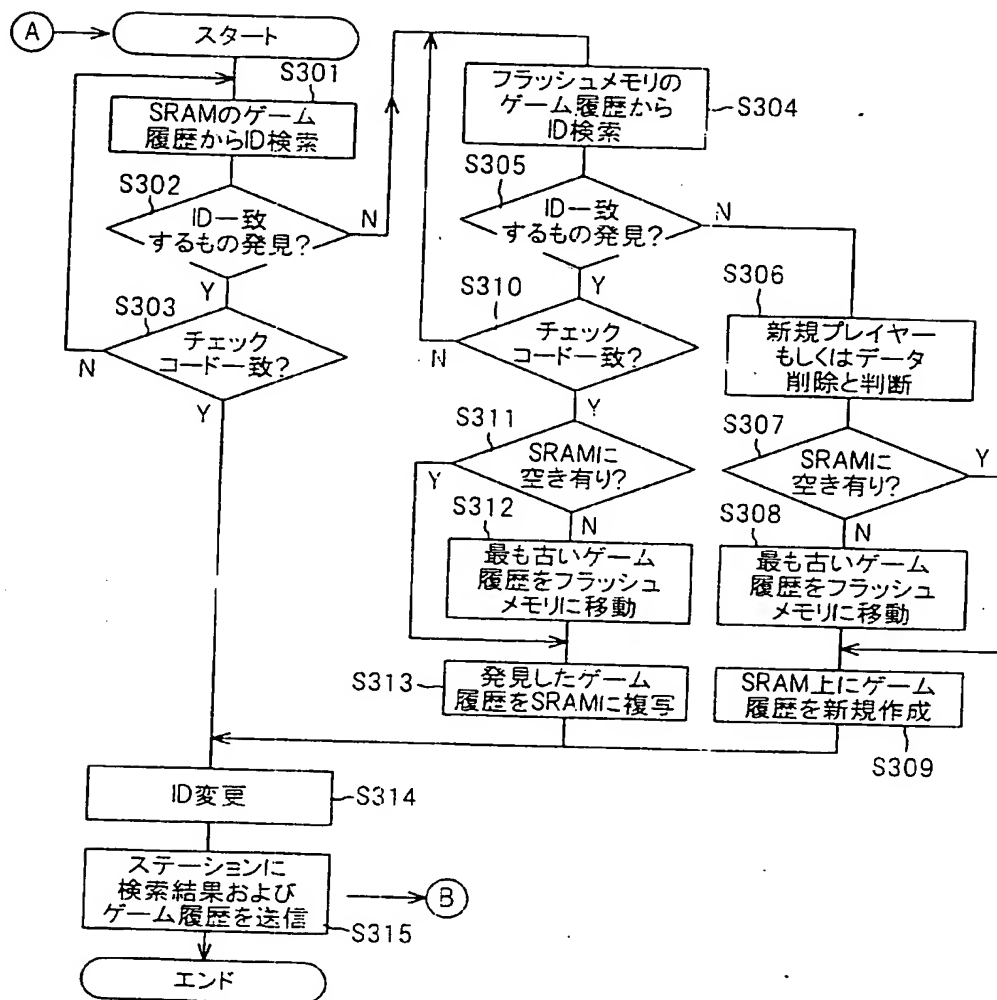 A
スタート
S301
SRAMのゲーム
履歴からID検索
S302
ID一致
するもの発見?
N
Y
S303
チェック
コード一致?
N
Y
フラッシュメモリの
ゲーム履歴から
ID検索
S304
S305
ID一致
するもの発見?
N
Y
S310
チェック
コード一致?
N
Y
S306
新規プレイヤー
もしくはデータ
削除と判断
S311
SRAMに
空き有り?
Y
N
S307
SRAMに
空き有り?
Y
N
S312
最も古いゲーム
履歴をフラッシュ
メモリに移動
S308
最も古いゲーム
履歴をフラッシュ
メモリに移動
S313
発見したゲーム
履歴をSRAMに複写
SRAM上にゲーム
履歴を新規作成
S309
ID変更
S314
ステーションに
検索結果および
ゲーム履歴を送信
S315
B
エンド